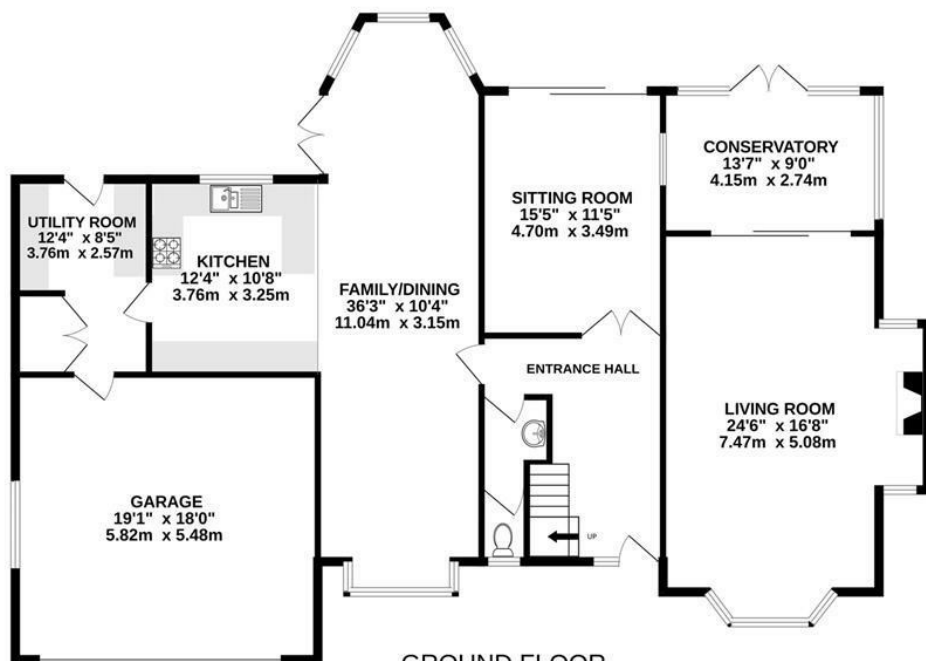 CONSERVATORY
13'7" x 9'0"
4.15m x 2.74m
SITTING ROOM
15'5" x 11'5"
4.70m x 3.49m
UTILITY ROOM
12'4" x 8'5"
3.76m x 2.57m
KITCHEN
12'4" x 10'8"
3.76m x 3.25m
FAMILY/DINING
36'3" x 10'4"
11.04m x 3.15m
ENTRANCE HALL
LIVING ROOM
24'6" x 16'8"
7.47m x 5.08m
GARAGE
19'1" x 18'0"
5.82m x 5.48m
UP
GROUND FLOOR